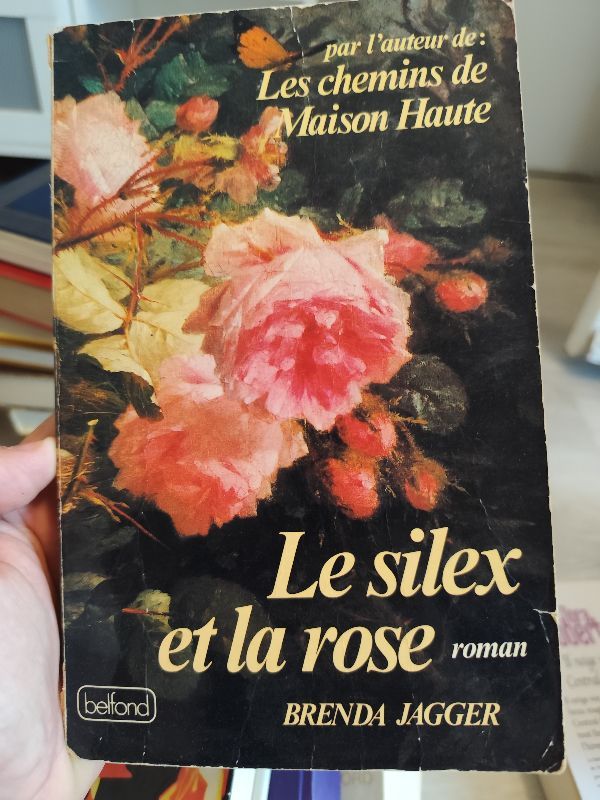 par l'auteur de:
Les chemins de
Maison Haute
Le silex
et la rose roman
belfond
BRENDA JAGGER